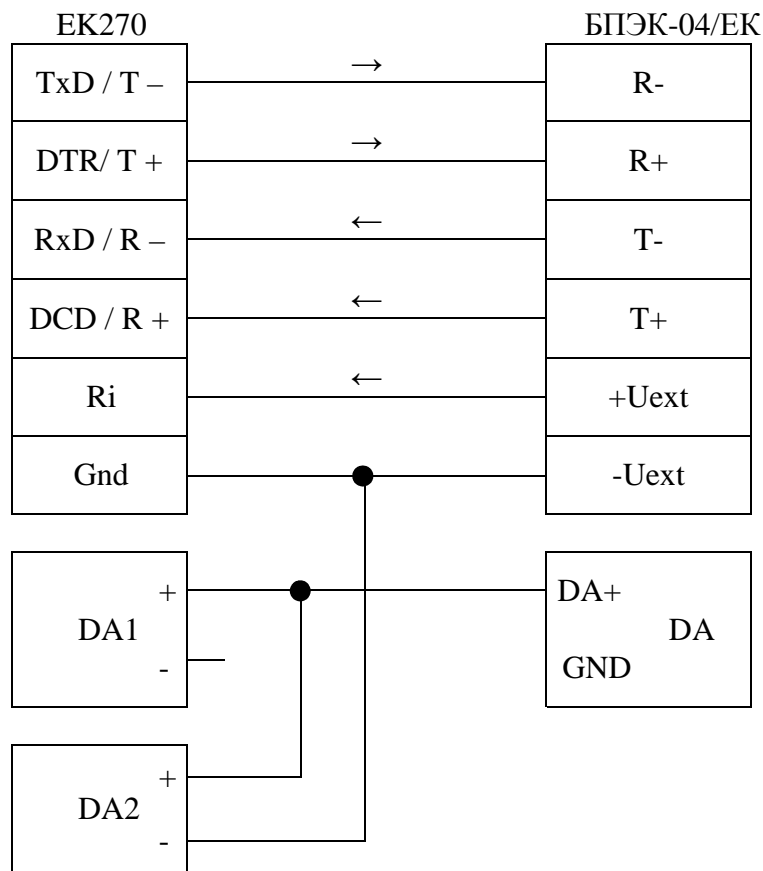 EK270 БПЭК-04/ЕК
TxD / T – → R-
DTR/ T + → R+
RxD / R – ← T-
DCD / R + ← T+
Ri ← +Uext
Gnd -Uext
+ DA+
DA1 DA
- GND
+
DA2
-